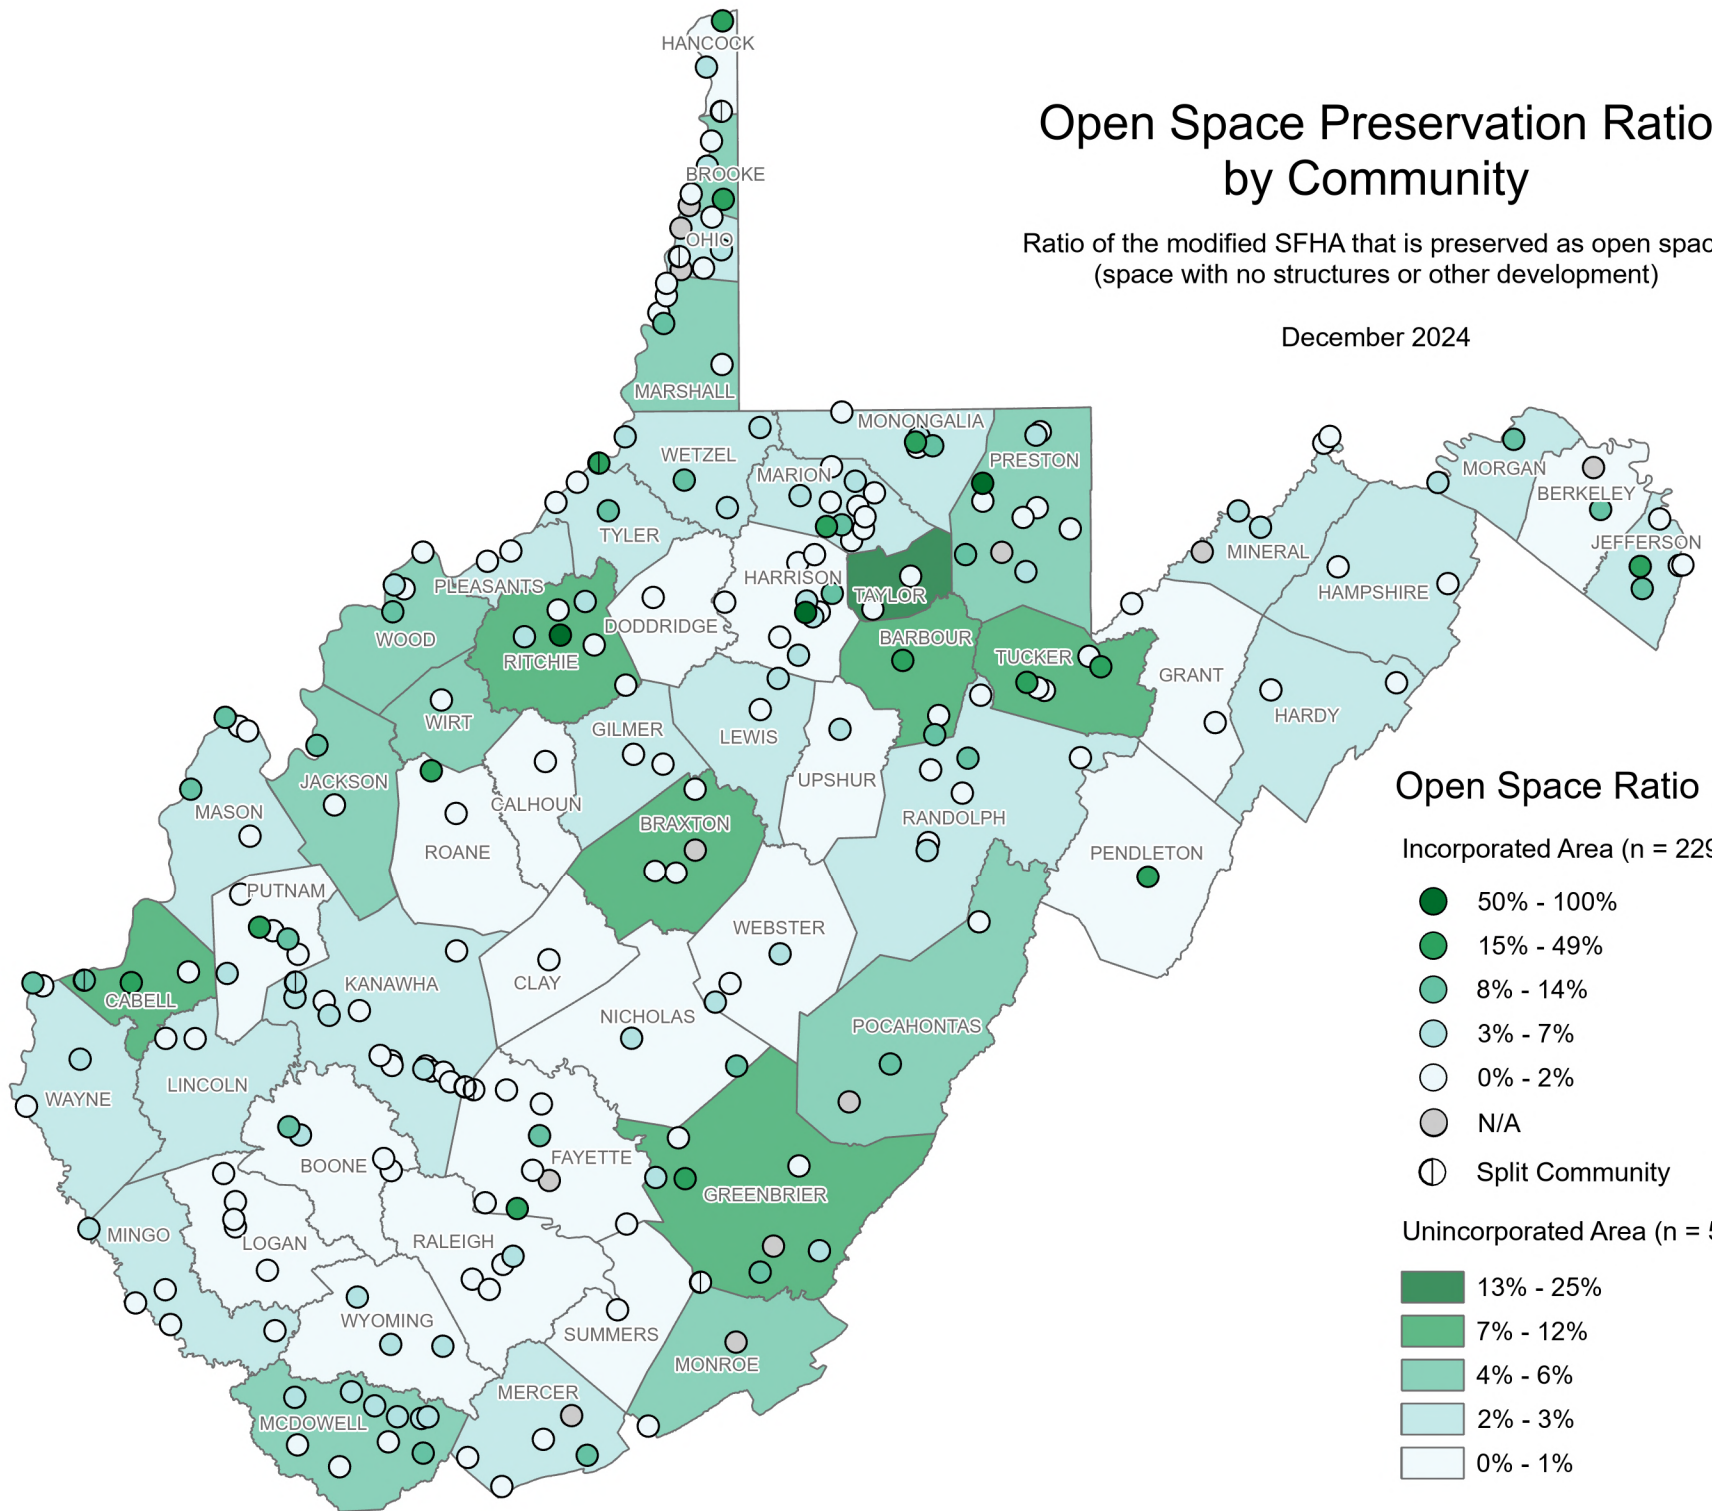 Open Space Preservation Ratio
by Community
Ratio of the modified SFHA that is preserved as open spac
(space with no structures or other development)
December 2024
HANCOCK
BROOKE
OHIO
MARSHALL
MONONGALIA
WETZEL
MARION
PRESTON
MORGAN
BERKELEY
TYLER
JEFFERSON
MINERAL
PLEASANTS
HARRISON
TAYLOR
HAMPSHIRE
WOOD
DODDRIDGE
BARBOUR
RITCHIE
TUCKER
GRANT
WIRT
GILMER
LEWIS
HARDY
JACKSON
UPSHUR
MASON
CALHOUN
BRAXTON
RANDOLPH
ROANE
PENDLETON
PUTNAM
WEBSTER
KANAWHA
CLAY
CABELL
NICHOLAS
POCAHONTAS
LINCOLN
WAYNE
BOONE
FAYETTE
GREENBRIER
MINGO
LOGAN
RALEIGH
WYOMING
SUMMERS
MONROE
MERCER
MCDOWELL
Open Space Ratio
Incorporated Area (n = 229
50% - 100%
15% - 49%
8% - 14%
3% - 7%
0% - 2%
N/A
Split Community
Unincorporated Area (n = 5
13% - 25%
7% - 12%
4% - 6%
2% - 3%
0% - 1%